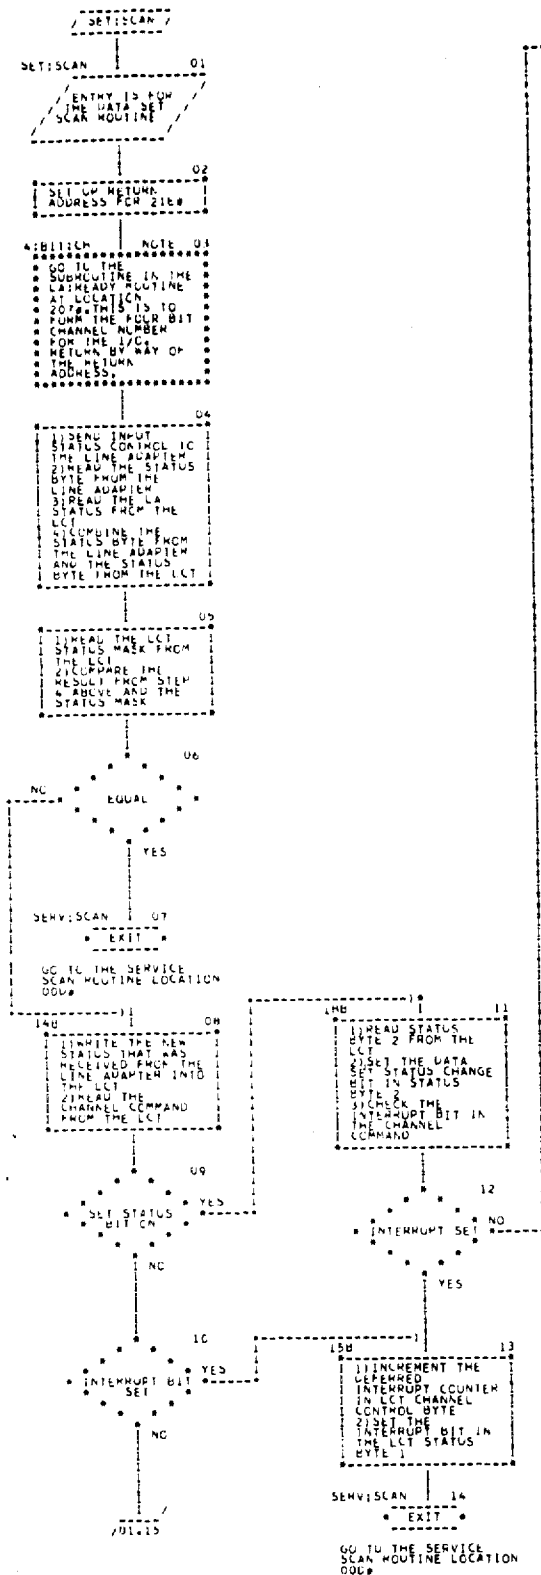 SET:SCAN
SET:SCAN 01
ENTRY IS FOR
THE DATA SET
SCAN ROUTINE
02
SET UP RETURN
ADDRESS FOR 21E#
4:BIT:CH NOTE 03
GO TO THE
SUBROUTINE IN THE
LA:READY ROUTINE
AT LOCATION
207#. THIS IS TO
FORM THE FOUR BIT
CHANNEL NUMBER
FOR THE I/O.
RETURN BY WAY OF
THE RETURN
ADDRESS.
04
1)SEND INPUT
STATUS CONTROL TO
THE LINE ADAPTER
2)READ THE STATUS
BYTE FROM THE
LINE ADAPTER
3)READ THE LA
STATUS FROM THE
LCT
4)COMBINE THE
STATUS BYTE FROM
THE LINE ADAPTER
AND THE STATUS
BYTE FROM THE LCT
05
1)READ THE LCT
STATUS MASK FROM
THE LCT
2)COMPARE THE
RESULT FROM STEP
4 ABOVE AND THE
STATUS MASK
06
NO
EQUAL
YES
SERV:SCAN 07
EXIT
GO TO THE SERVICE
SCAN ROUTINE LOCATION
00D#
14B 08
1)WRITE THE NEW
STATUS THAT WAS
RECEIVED FROM THE
LINE ADAPTER INTO
THE LCT
2)READ THE
CHANNEL COMMAND
FROM THE LCT
09
YES
SET STATUS
BIT ON
NO
10
YES
INTERRUPT BIT
SET
NO
/01.15
11
1)READ STATUS
BYTE 2 FROM THE
LCT
2)SET THE DATA
SET STATUS CHANGE
BIT IN STATUS
BYTE 2
3)CHECK THE
INTERRUPT BIT IN
THE CHANNEL
COMMAND
12
INTERRUPT SET
NO
YES
15B 13
1)INCREMENT THE
DEFERRED
INTERRUPT COUNTER
IN LCT CHANNEL
CONTROL BYTE
2)SET THE
INTERRUPT BIT IN
THE LCT STATUS
BYTE 1
SERV:SCAN 14
EXIT
GO TO THE SERVICE
SCAN ROUTINE LOCATION
00D#